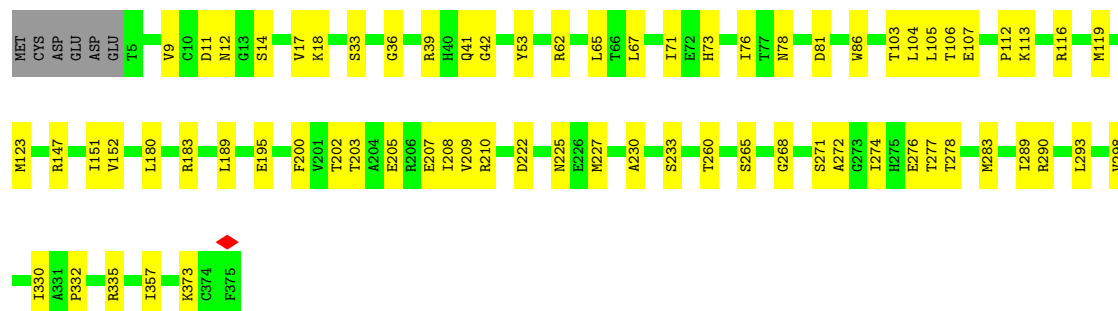 MET CYS ASP GLU ASP GLU T5 V9 C10 D11 N12 G13 S14 V17 K18 S33 G36 R39 H40 Q41 G42 Y53 R62 L65 T66 L67 I71 E72 H73 I76 T77 N78 D81 W86 T103 L104 L105 T106 E107 P112 K113 R116 M119
M123 R147 I151 V152 L180 R183 L189 E195 F200 V201 T202 T203 A204 E205 R206 E207 I208 V209 R210 D222 N225 E226 M227 A230 S233 T260 S265 G268 S271 A272 G273 I274 H275 E276 T277 T278 M283 I289 R290 L293 V298
I330 A331 P332 R335 I357 K373 C374 F375